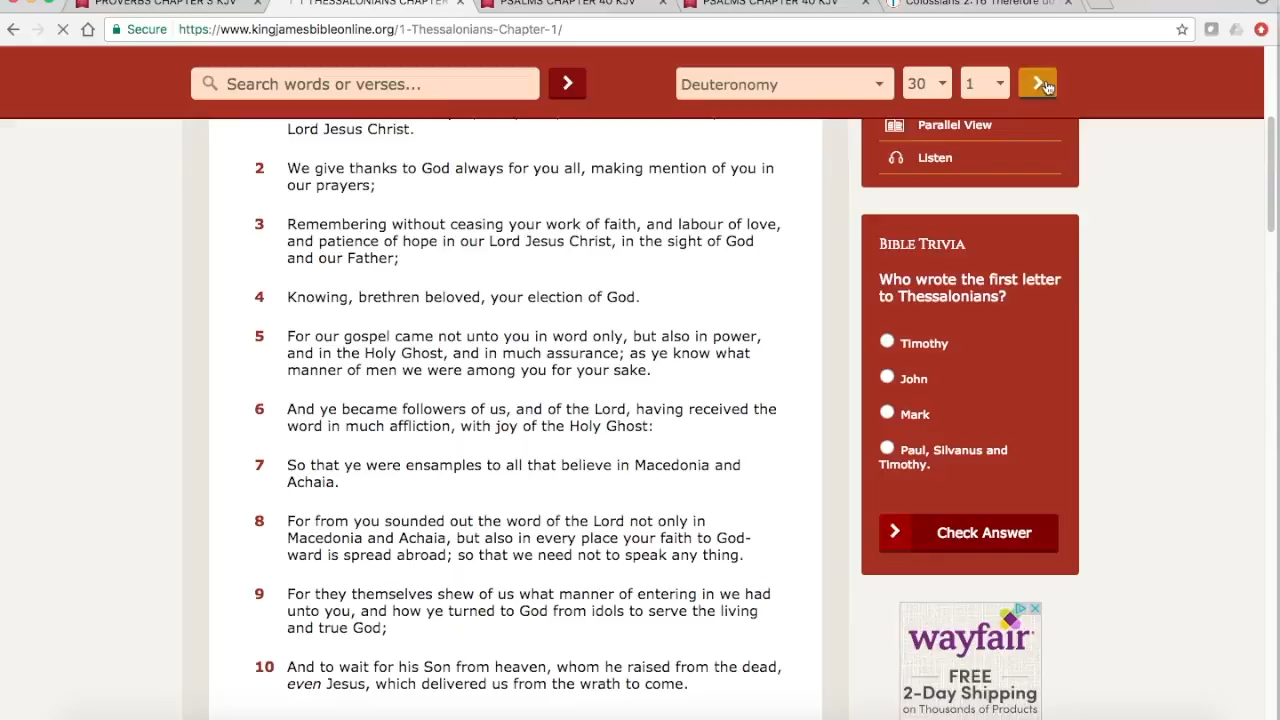 PROVERBS CHAPTER 3 KJV
1 THESSALONIANS CHAPTER
PSALMS CHAPTER 40 KJV
PSALMS CHAPTER 40 KJV
Colossians 2-16 Therefore do
Secure https://www.kingjamesbibleonline.org/1-Thessalonians-Chapter-1/
Search words or verses...
Deuteronomy 30 1
Lord Jesus Christ.
2 We give thanks to God always for you all, making mention of you in
our prayers;
3 Remembering without ceasing your work of faith, and labour of love,
and patience of hope in our Lord Jesus Christ, in the sight of God
and our Father;
4 Knowing, brethren beloved, your election of God.
5 For our gospel came not unto you in word only, but also in power,
and in the Holy Ghost, and in much assurance; as ye know what
manner of men we were among you for your sake.
6 And ye became followers of us, and of the Lord, having received the
word in much affliction, with joy of the Holy Ghost:
7 So that ye were ensamples to all that believe in Macedonia and
Achaia.
8 For from you sounded out the word of the Lord not only in
Macedonia and Achaia, but also in every place your faith to God-
ward is spread abroad; so that we need not to speak any thing.
9 For they themselves shew of us what manner of entering in we had
unto you, and how ye turned to God from idols to serve the living
and true God;
10 And to wait for his Son from heaven, whom he raised from the dead,
even Jesus, which delivered us from the wrath to come.
Parallel View
Listen
BIBLE TRIVIA
Who wrote the first letter
to Thessalonians?
Timothy
John
Mark
Paul, Silvanus and
Timothy.
Check Answer
wayfair
FREE
2-Day Shipping
on Thousands of Products